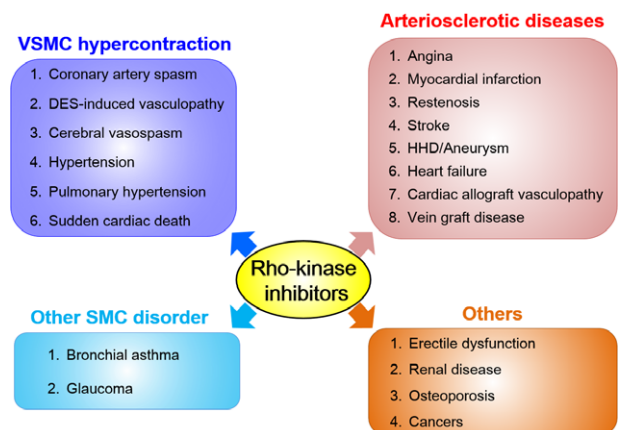 VSMC hypercontraction
1. Coronary artery spasm
2. DES-induced vasculopathy
3. Cerebral vasospasm
4. Hypertension
5. Pulmonary hypertension
6. Sudden cardiac death
Arteriosclerotic diseases
1. Angina
2. Myocardial infarction
3. Restenosis
4. Stroke
5. HHD/Aneurysm
6. Heart failure
7. Cardiac allograft vasculopathy
8. Vein graft disease
Rho-kinase
inhibitors
Other SMC disorder
1. Bronchial asthma
2. Glaucoma
Others
1. Erectile dysfunction
2. Renal disease
3. Osteoporosis
4. Cancers